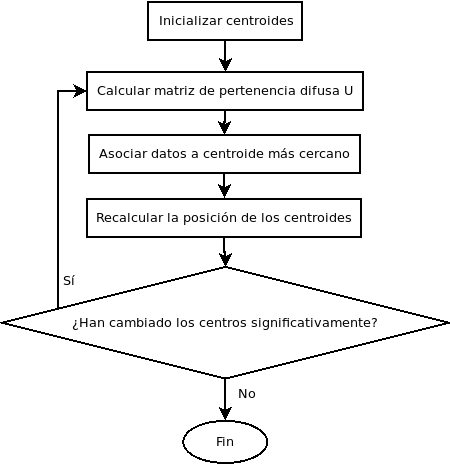 Inicializar centroides
Calcular matriz de pertenencia difusa U
Asociar datos a centroide más cercano
Recalcular la posición de los centroides
Sí
¿Han cambiado los centros significativamente?
No
Fin